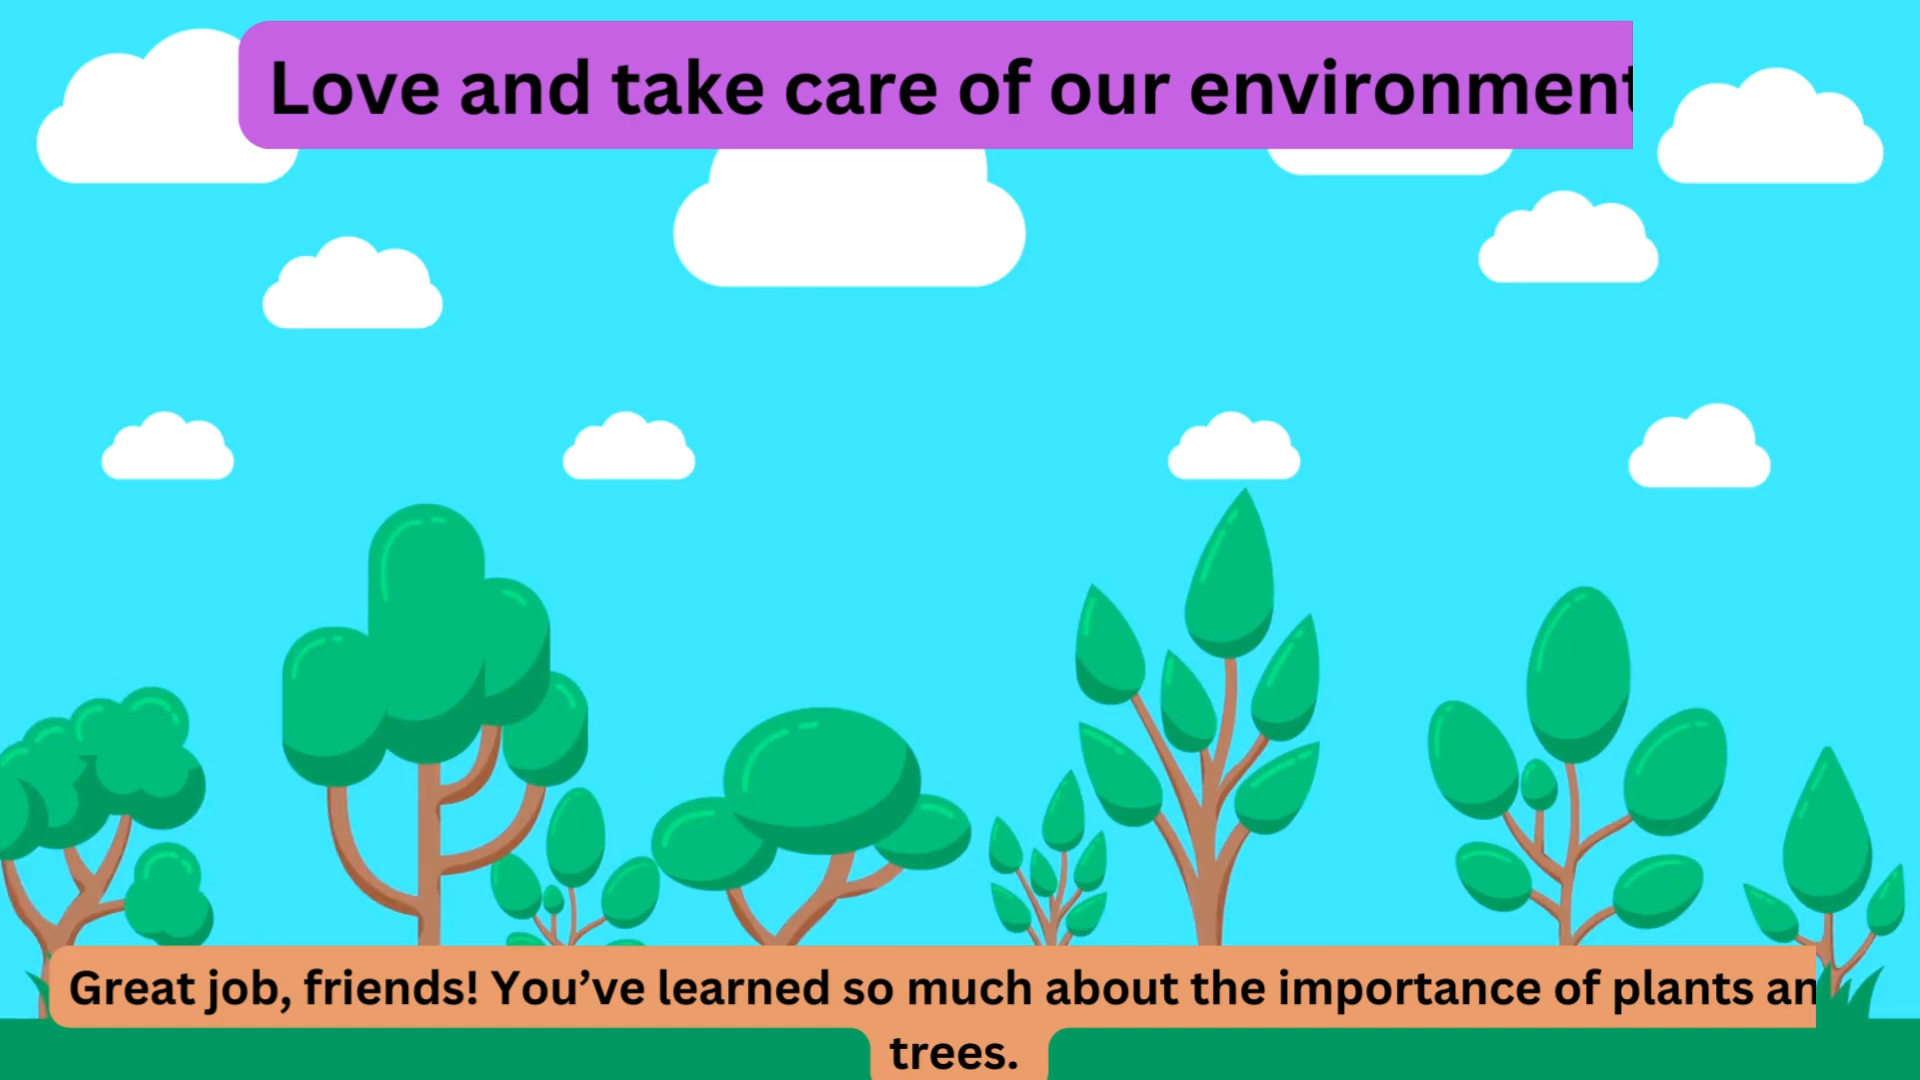 Love and take care of our environment
Great job, friends! You’ve learned so much about the importance of plants an
trees.